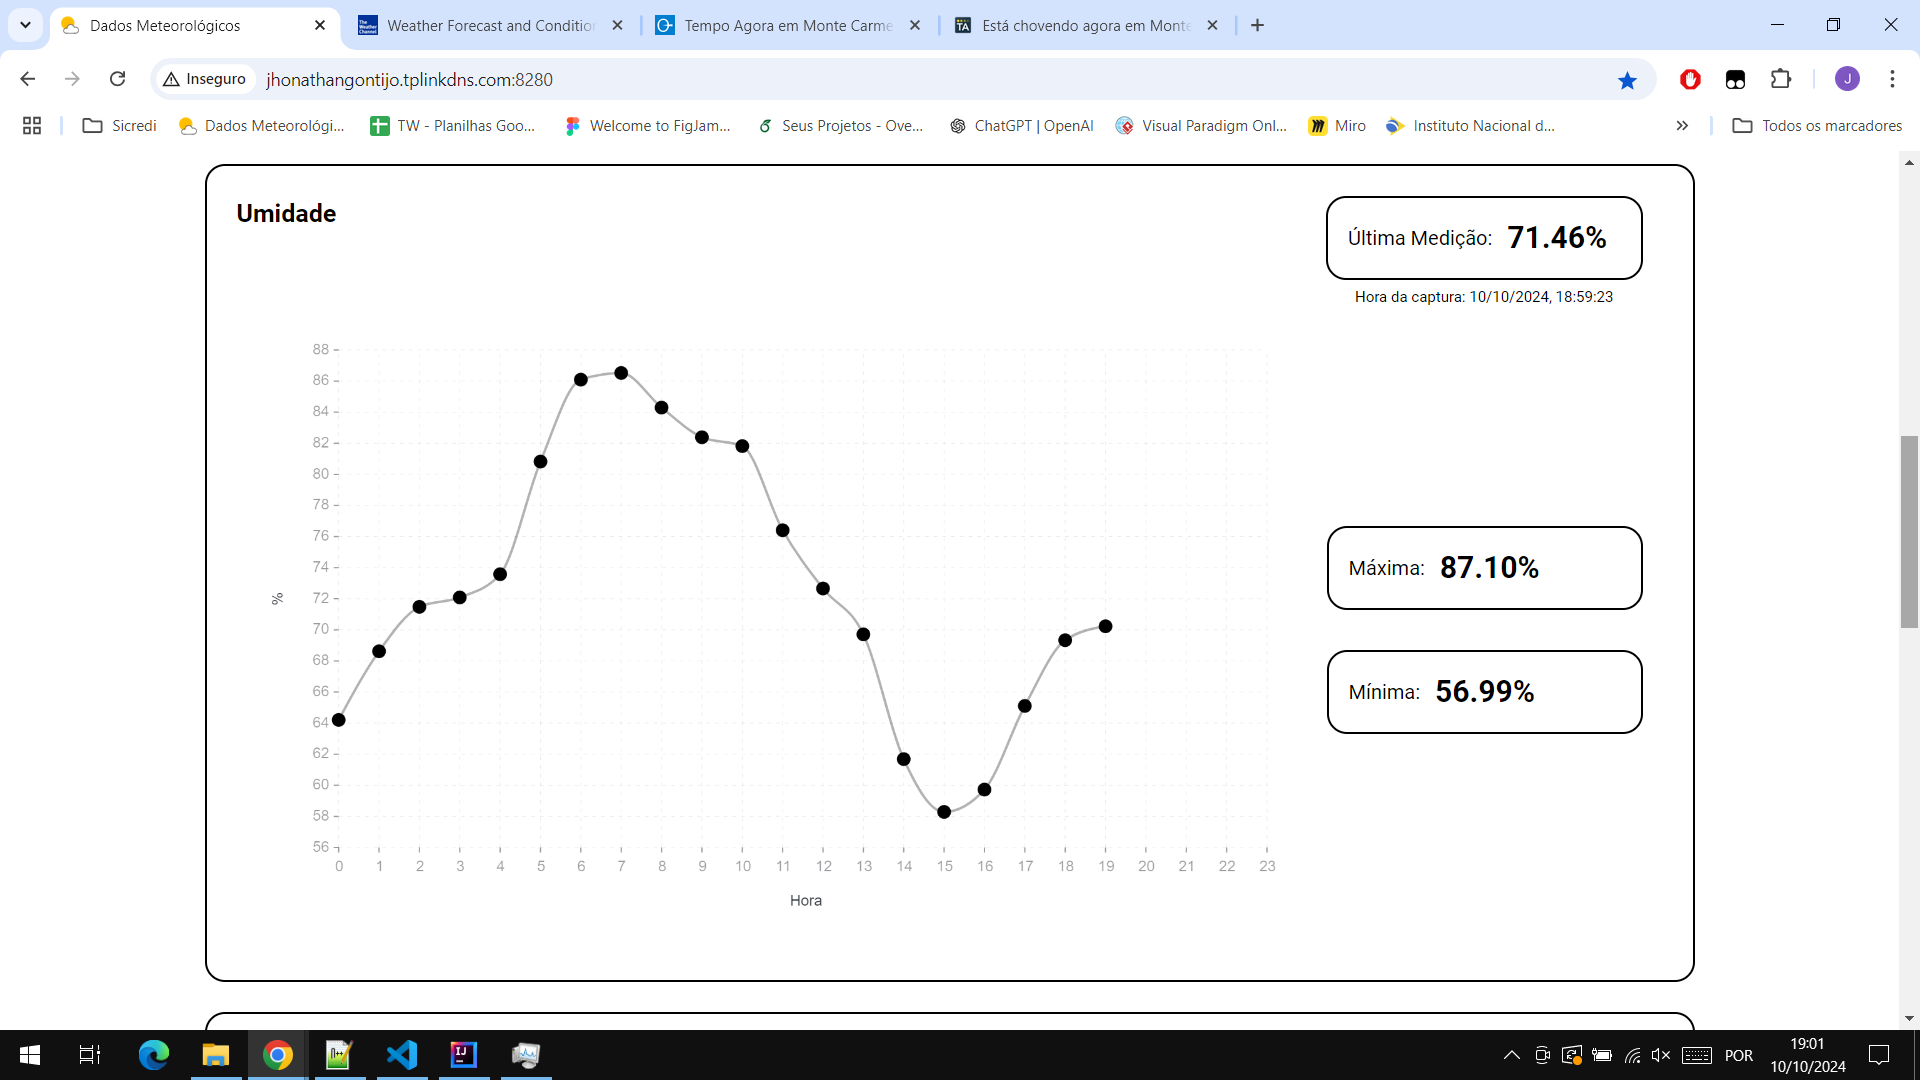 Dados Meteorológicos
Weather Forecast and Condition
Tempo Agora em Monte Carme
Está chovendo agora em Monte
Inseguro
jhonathangontijo.tplinkdns.com:8280
J
Sicredi
Dados Meteorológi...
TW - Planilhas Goo...
Welcome to FigJam...
Seus Projetos - Ove...
ChatGPT | OpenAI
Visual Paradigm Onl...
Miro
Instituto Nacional d...
Todos os marcadores
Umidade
Última Medição: 71.46%
Hora da captura: 10/10/2024, 18:59:23
88
86
84
82
80
78
76
74
72
70
68
66
64
62
60
58
56
%
0 1 2 3 4 5 6 7 8 9 10 11 12 13 14 15 16 17 18 19 20 21 22 23
Hora
Máxima: 87.10%
Mínima: 56.99%
POR
19:01
10/10/2024